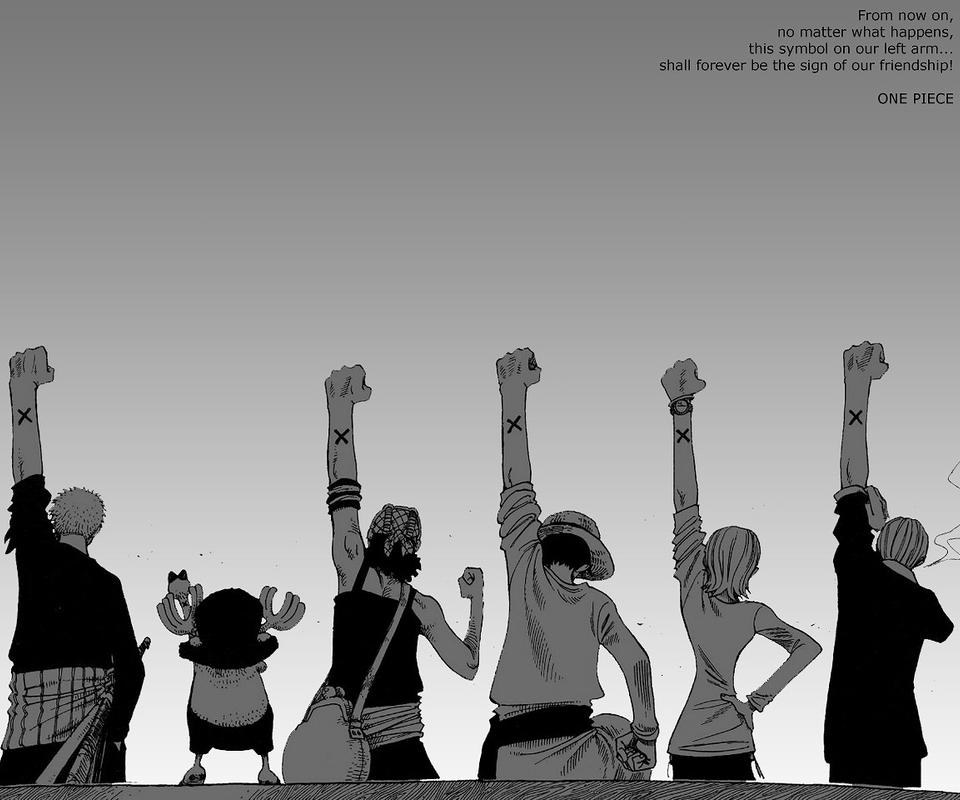 From now on,
no matter what happens,
this symbol on our left arm...
shall forever be the sign of our friendship!
ONE PIECE